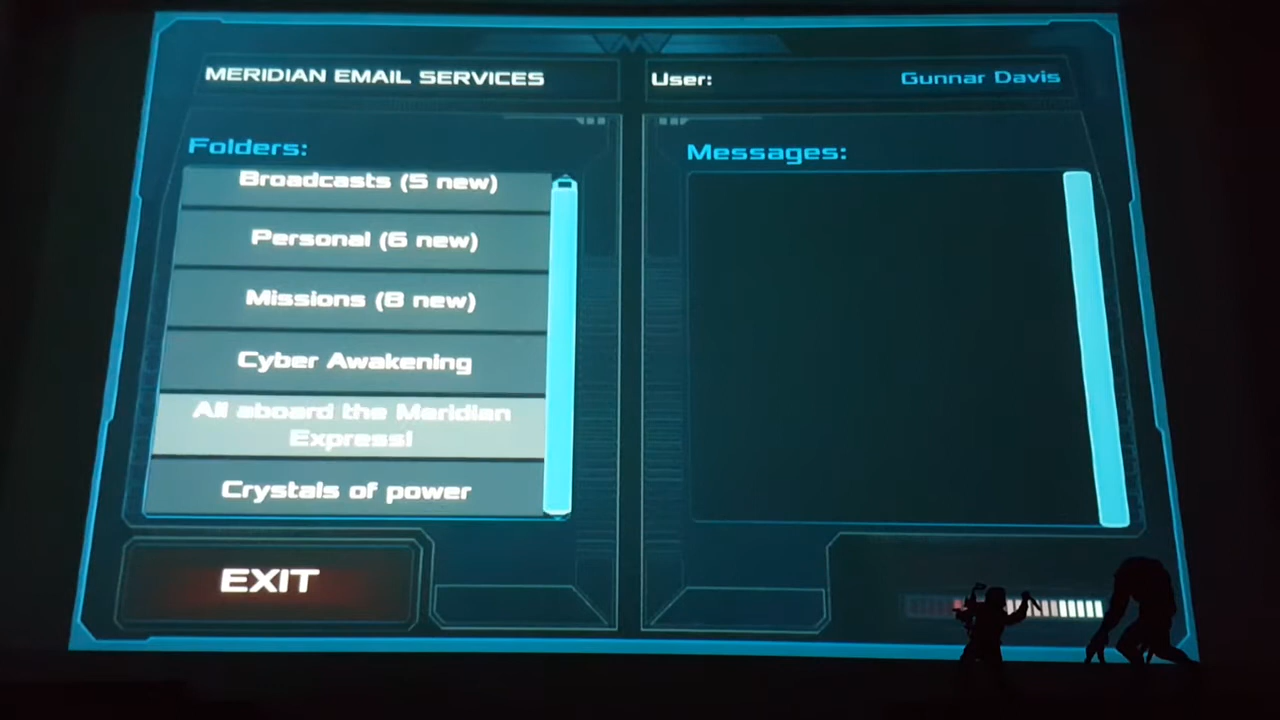 MERIDIAN EMAIL SERVICES
User:
Gunnar Davis
Folders:
Broadcasts (5 new)
Personal (6 new)
Missions (8 new)
Cyber Awakening
All aboard the Meridian
Express!
Crystals of power
Messages:
EXIT